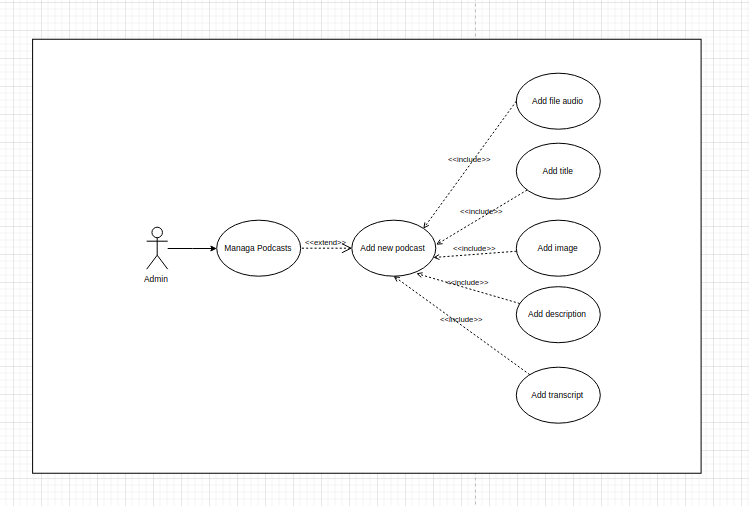 Add file audio
<<include>>
Add title
<<include>>
Managa Podcasts
<<extend>>
Add new podcast
<<include>>
Add image
Admin
<<include>>
Add description
<<include>>
Add transcript